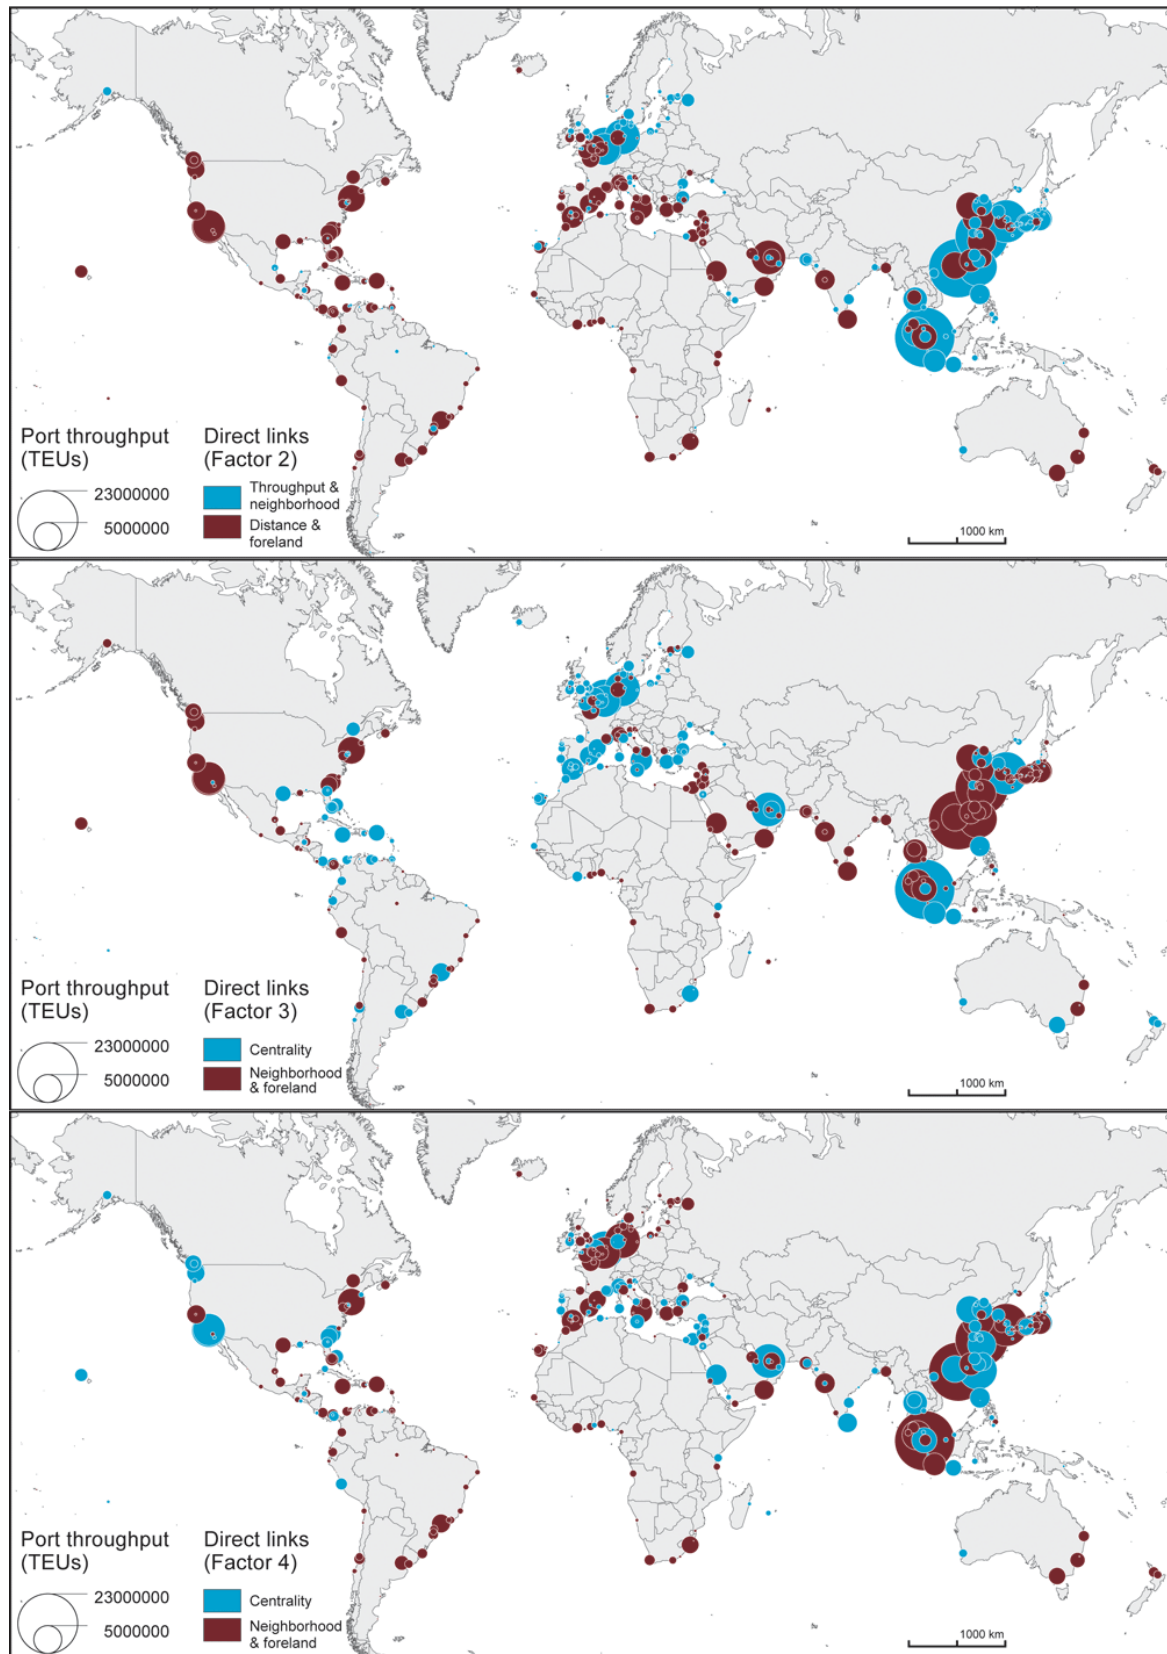 Port throughput
(TEUs)
23000000
5000000
Direct links
(Factor 2)
Throughput &
neighborhood
Distance &
foreland
1000 km
Port throughput
(TEUs)
23000000
5000000
Direct links
(Factor 3)
Centrality
Neighborhood
& foreland
1000 km
Port throughput
(TEUs)
23000000
5000000
Direct links
(Factor 4)
Centrality
Neighborhood
& foreland
1000 km